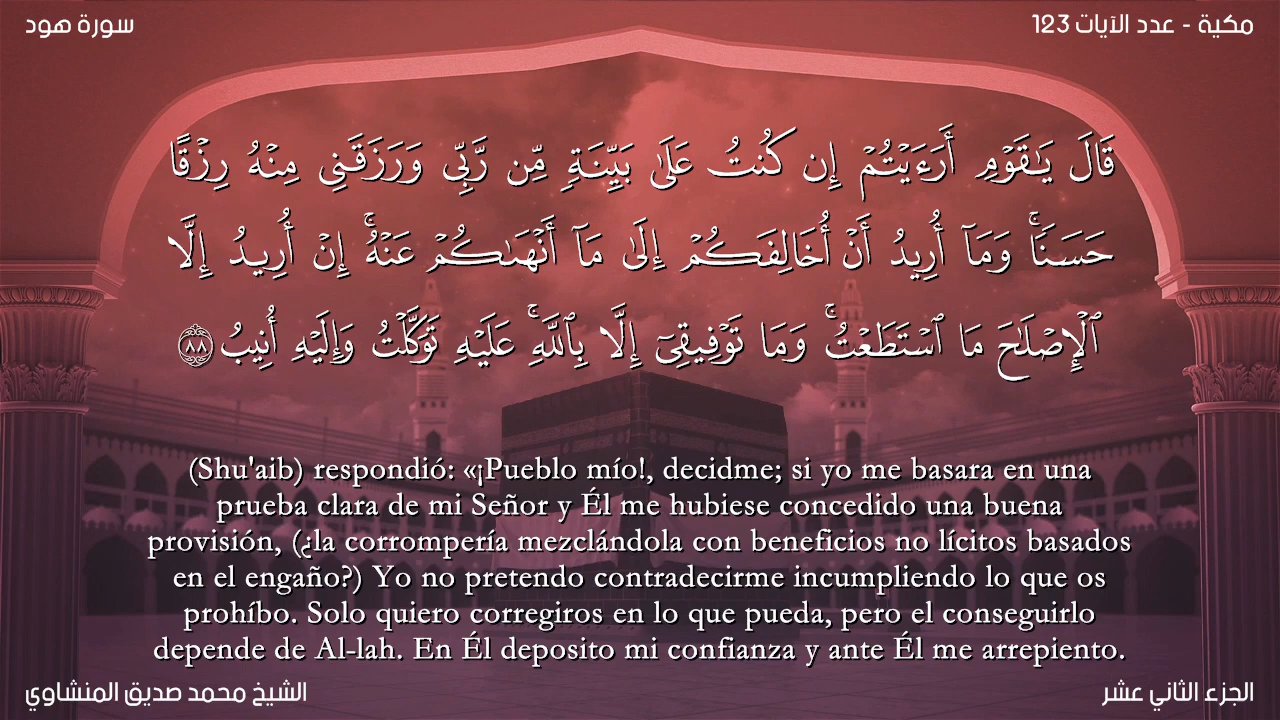 مكية - عدد الآيات 123
سورة هود
قَالَ يَـٰقَوْمِ أَرَءَيْتُمْ إِن كُنتُ عَلَىٰ بَيِّنَةٍ مِّن رَّبِّى وَرَزَقَنِى مِنْهُ رِزْقًا
حَسَنًا ۚ وَمَآ أُرِيدُ أَنْ أُخَالِفَكُمْ إِلَىٰ مَآ أَنْهَىٰكُمْ عَنْهُ ۚ إِنْ أُرِيدُ إِلَّا
ٱلْإِصْلَـٰحَ مَا ٱسْتَطَعْتُ ۚ وَمَا تَوْفِيقِىٓ إِلَّا بِٱللَّهِ ۚ عَلَيْهِ تَوَكَّلْتُ وَإِلَيْهِ أُنِيبُ ٨٨
(Shu'aib) respondió: «¡Pueblo mío!, decidme; si yo me basara en una
prueba clara de mi Señor y Él me hubiese concedido una buena
provisión, (¿la corrompería mezclándola con beneficios no lícitos basados
en el engaño?) Yo no pretendo contradecirme incumpliendo lo que os
prohíbo. Solo quiero corregiros en lo que pueda, pero el conseguirlo
depende de Al-lah. En Él deposito mi confianza y ante Él me arrepiento.
الجزء الثاني عشر
الشيخ محمد صديق المنشاوي